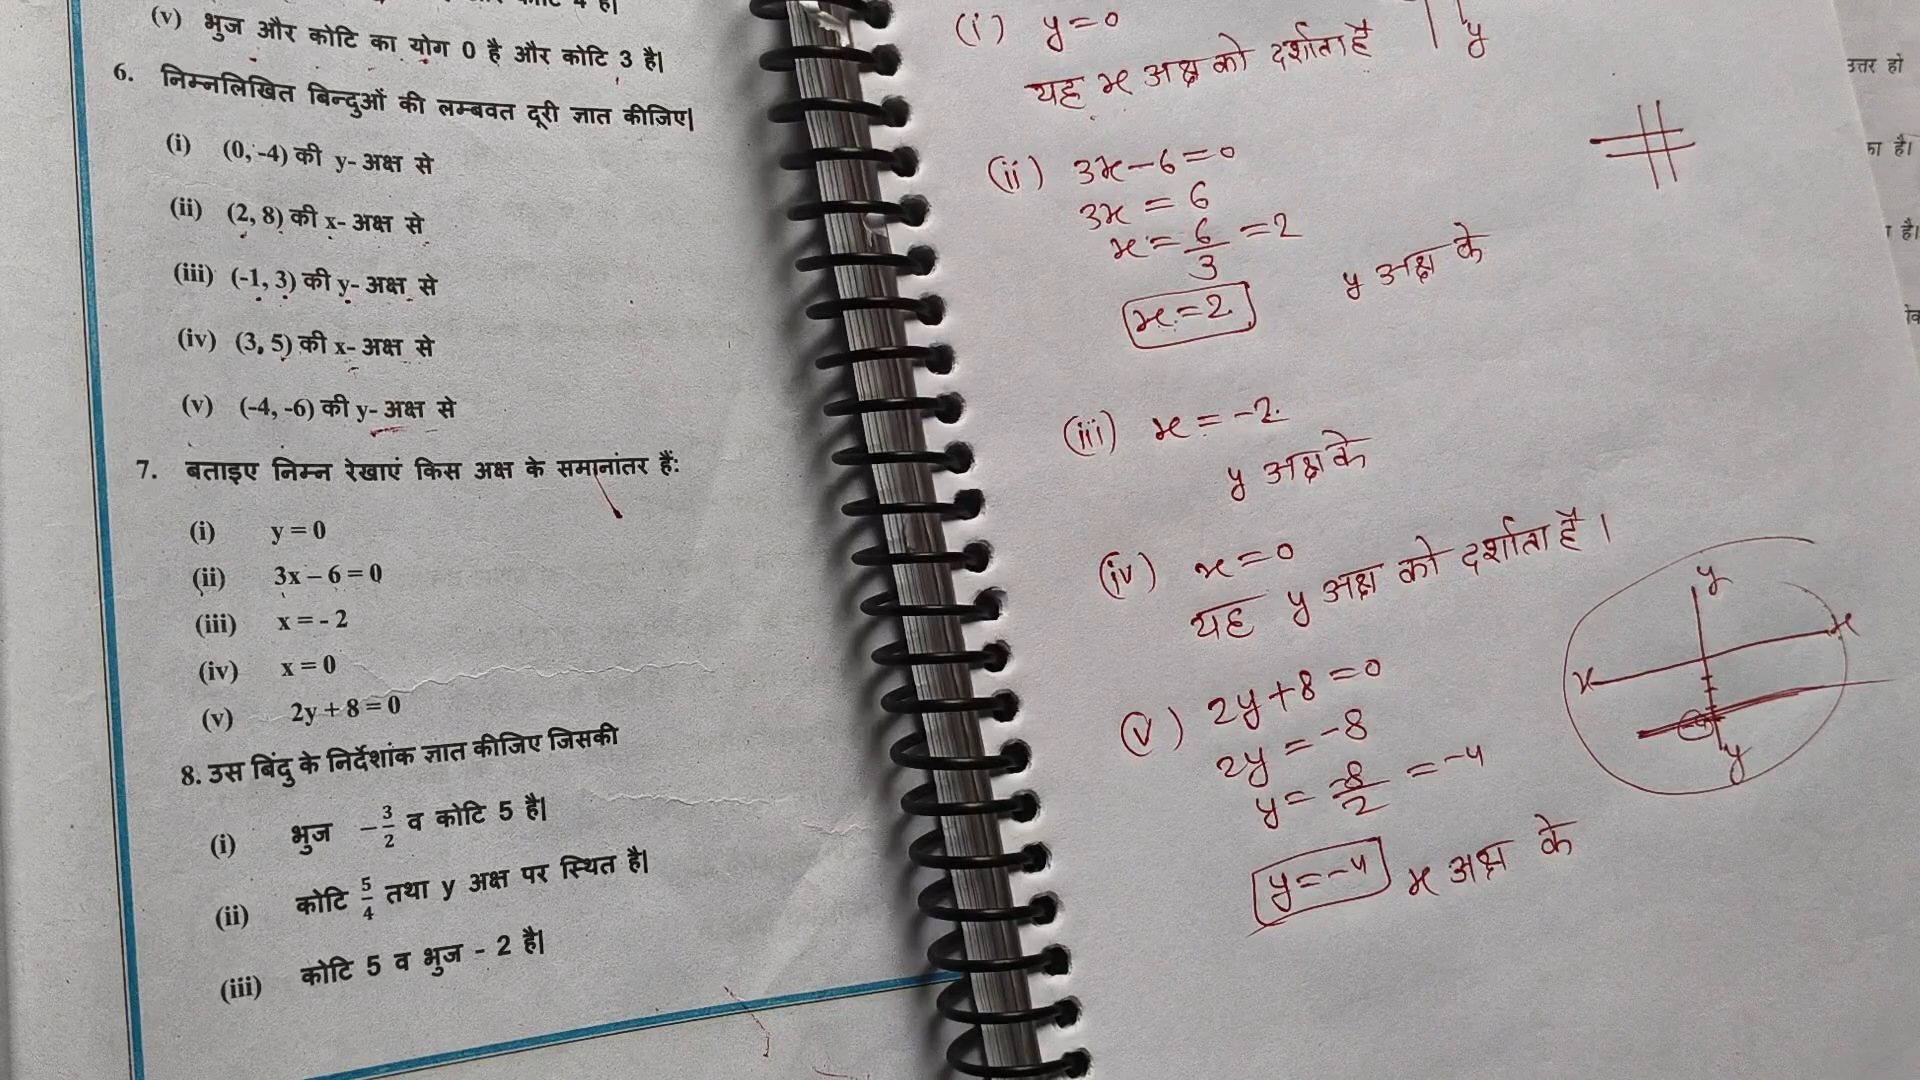 (v) भुज और कोटि का योग 0 है और कोटि 3 है|
6. निम्नलिखित बिन्दुओं की लम्बवत दूरी ज्ञात कीजिए|
(i) (0, -4) की y- अक्ष से
(ii) (2, 8) की x- अक्ष से
(iii) (-1, 3) की y- अक्ष से
(iv) (3, 5) की x- अक्ष से
(v) (-4, -6) की y- अक्ष से
7. बताइए निम्न रेखाएं किस अक्ष के समानांतर हैं:
(i) y = 0
(ii) 3x – 6 = 0
(iii) x = - 2
(iv) x = 0
(v) 2y + 8 = 0
8. उस बिंदु के निर्देशांक ज्ञात कीजिए जिसकी
(i) भुज -3/2 व कोटि 5 है|
(ii) कोटि 5/4 तथा y अक्ष पर स्थित है|
(iii) कोटि 5 व भुज - 2 है|
(i) y = 0
यह x अक्ष को दर्शाता है
y
(ii) 3x – 6 = 0
3x = 6
x = 6/3 = 2
x = 2
y अक्ष के
(iii) x = -2.
y अक्ष के
(iv) x = 0
यह y अक्ष को दर्शाता है ।
(v) 2y + 8 = 0
2y = -8
y = -8/2 = -4
y = -4 x अक्ष के
y
x
x
y
उत्तर हो
का है।
है।